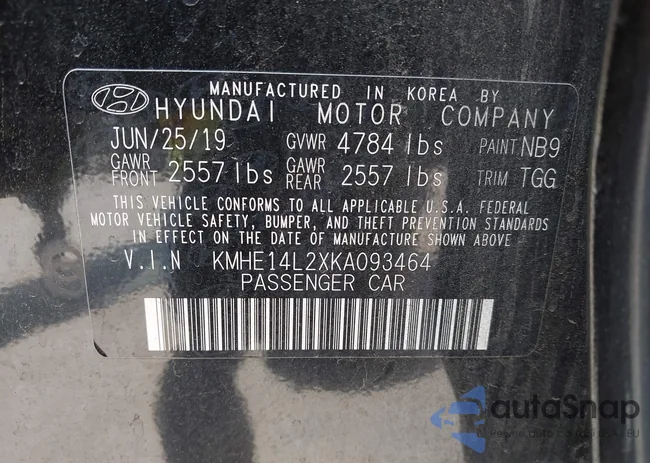 MANUFACTURED IN KOREA BY
HYUNDAI MOTOR COMPANY
JUN/25/19 GVWR 4784 lbs PAINT NB9
GAWR FRONT 2557 lbs GAWR REAR 2557 lbs TRIM TGG
THIS VEHICLE CONFORMS TO ALL APPLICABLE U.S.A. FEDERAL
MOTOR VEHICLE SAFETY, BUMPER, AND THEFT PREVENTION STANDARDS
IN EFFECT ON THE DATE OF MANUFACTURE SHOWN ABOVE
V.I.N KMHE14L2XKA093464
PASSENGER CAR
autoSnap